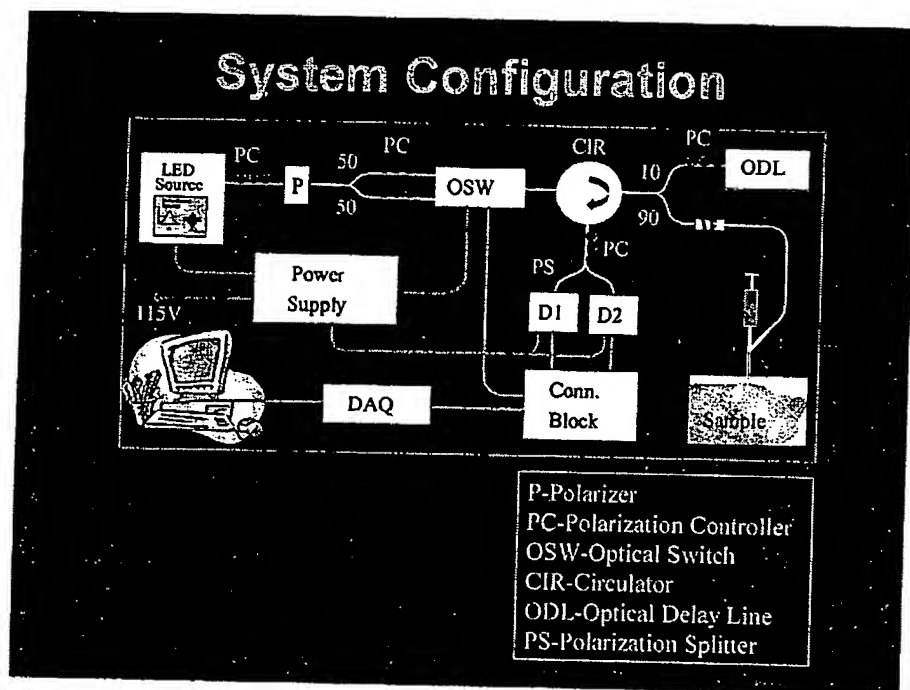 System Configuration
LED
Source
PC
P
50
50
PC
OSW
CIR
10
90
PC
ODL
Power
Supply
PS
PC
115V
D1
D2
DAQ
Conn.
Block
Sample
P-Polarizer
PC-Polarization Controller
OSW-Optical Switch
CIR-Circulator
ODL-Optical Delay Line
PS-Polarization Splitter